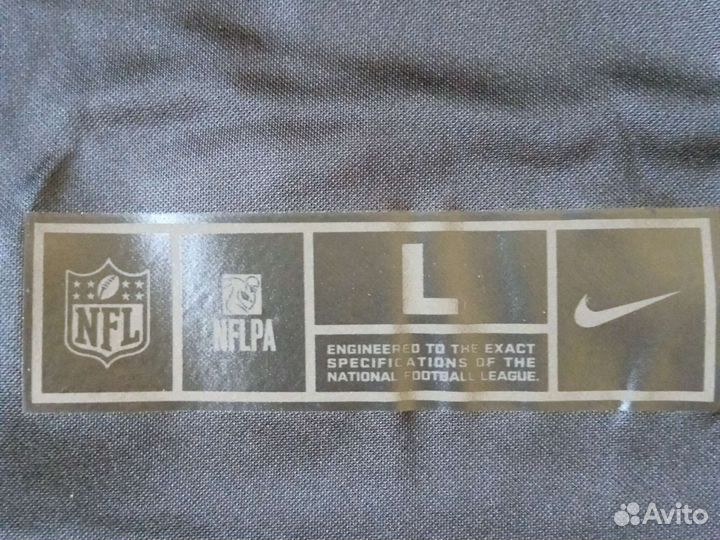 NFL
NFLPA
L
ENGINEERED TO THE EXACT
SPECIFICATIONS OF THE
NATIONAL FOOTBALL LEAGUE.
Avito